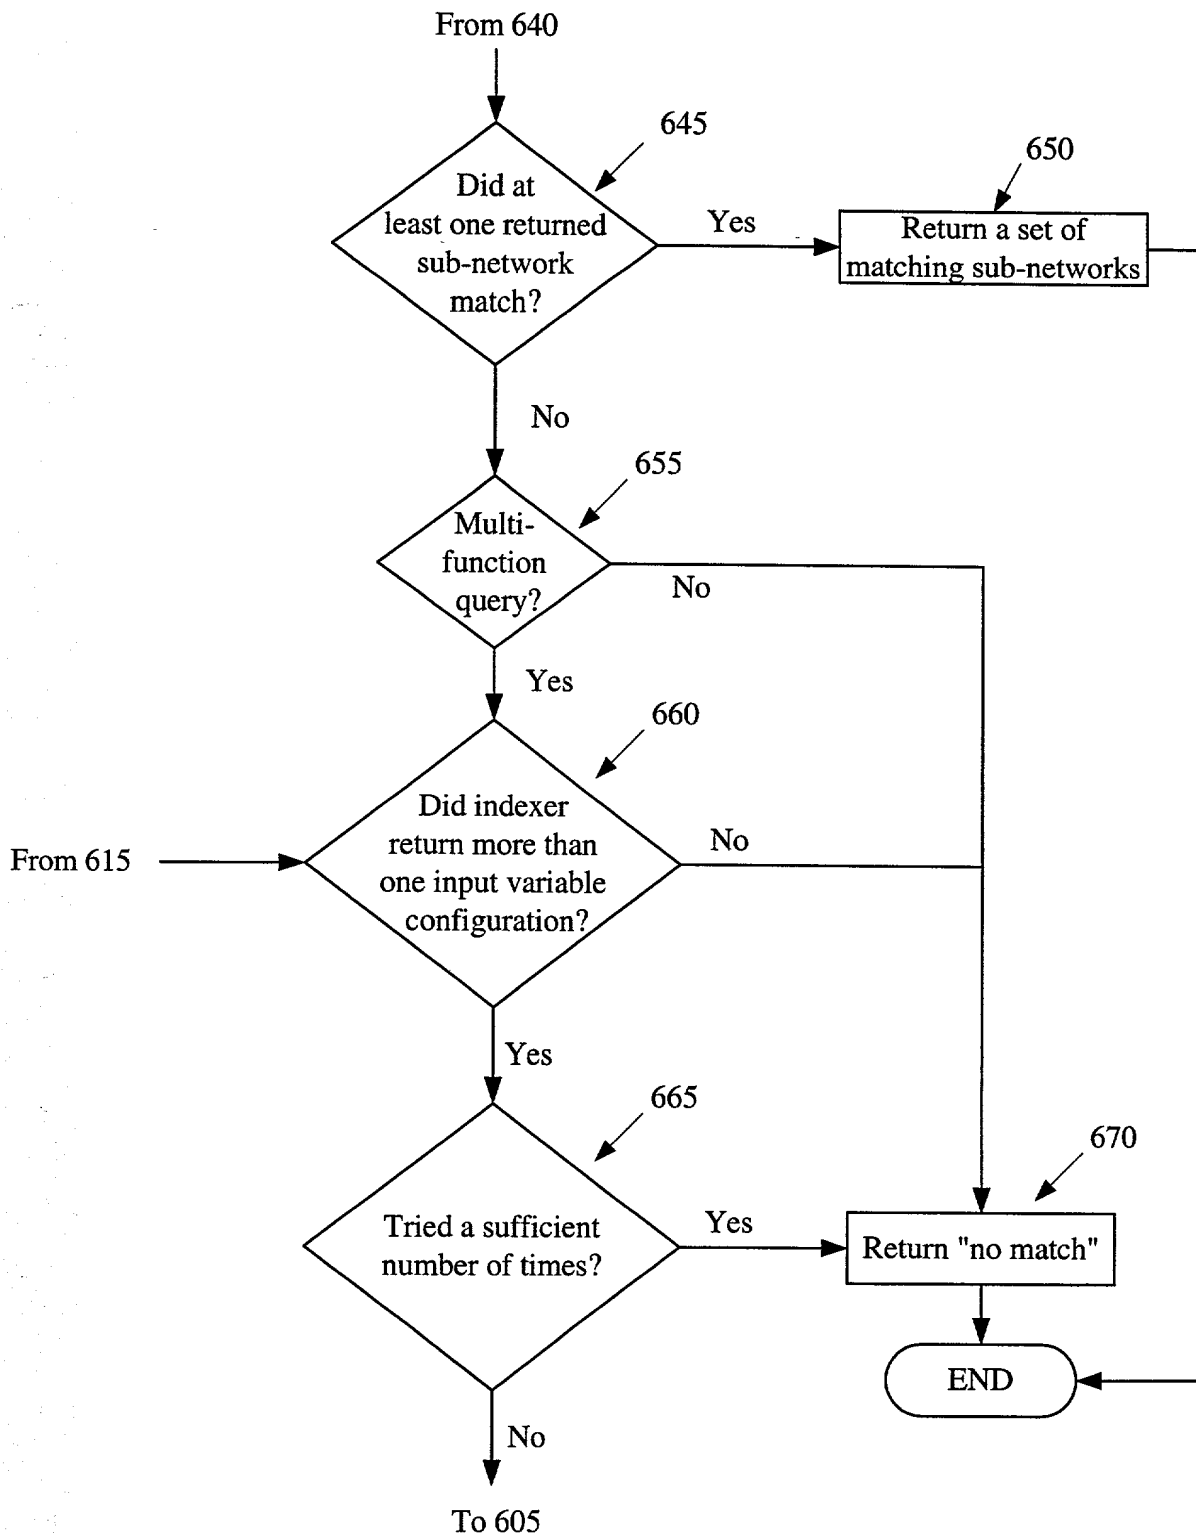 From 640
645
Did at
least one returned
sub-network
match?
Yes
650
Return a set of
matching sub-networks
No
655
Multi-
function
query?
No
Yes
660
From 615
Did indexer
return more than
one input variable
configuration?
No
Yes
665
Tried a sufficient
number of times?
Yes
670
Return "no match"
END
No
To 605